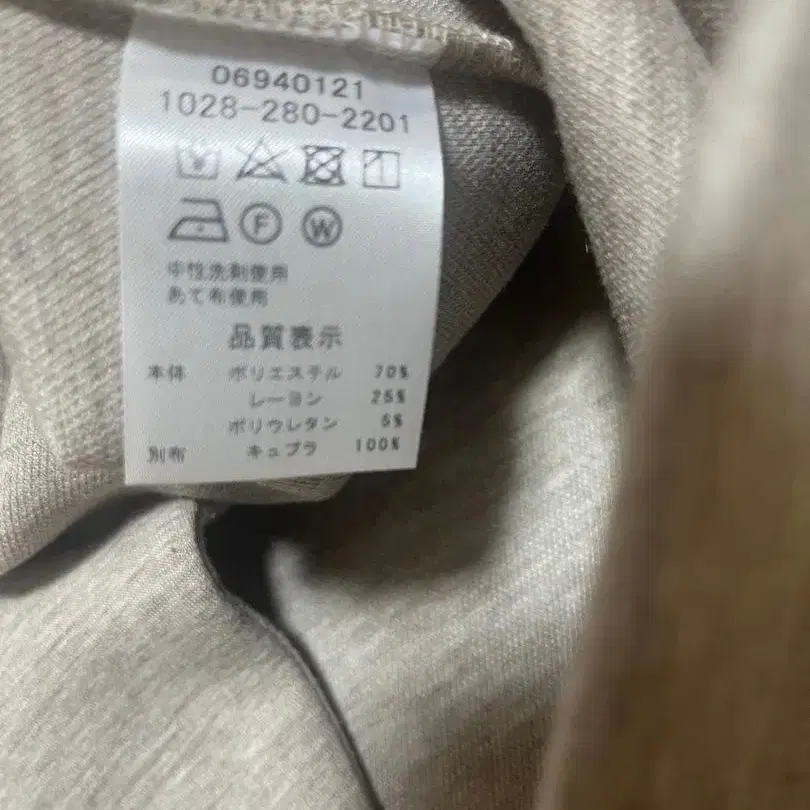 06940121
1028-280-2201
F W
中性洗剤使用
あて布使用
品質表示
本体 ポリエステル 70%
レーヨン 25%
ポリウレタン 5%
別布 キュプラ 100%